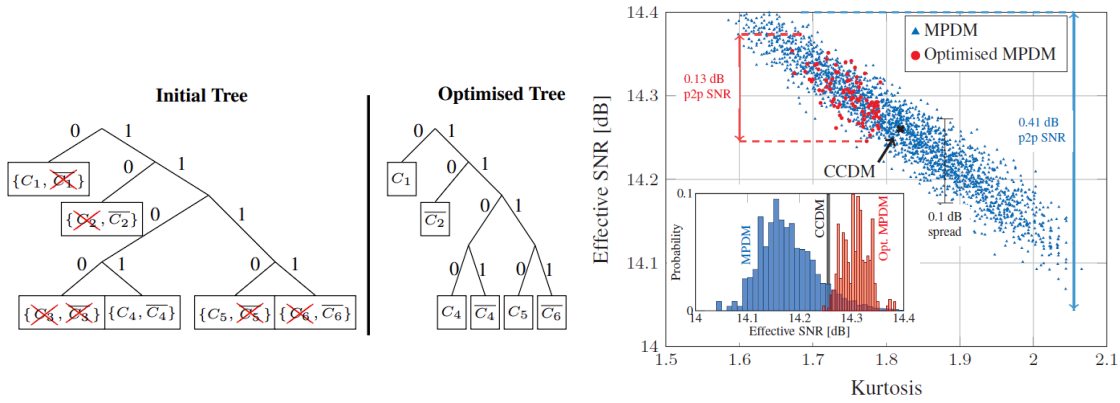 Initial Tree
0 1
{C1, C̅1̅}
0 1
{C2, C̅2̅}
0 1
0 1
0 1
{C3, C̅3̅} {C4, C̅4̅} {C5, C̅5̅} {C6, C̅6̅}
Optimised Tree
0 1
C1
0 1
C̅2̅
0 1
0 1
0 1
C4 C̅4̅ C5 C̅6̅
Effective SNR [dB]
14.4
14.3
14.2
14.1
14
1.5 1.6 1.7 1.8 1.9 2 2.1
Kurtosis
MPDM
Optimised MPDM
0.13 dB
p2p SNR
0.41 dB
p2p SNR
CCDM
0.1 dB
spread
Probability
0.1
0
MPDM
CCDM
Opt. MPDM
14 14.1 14.2 14.3 14.4
Effective SNR [dB]